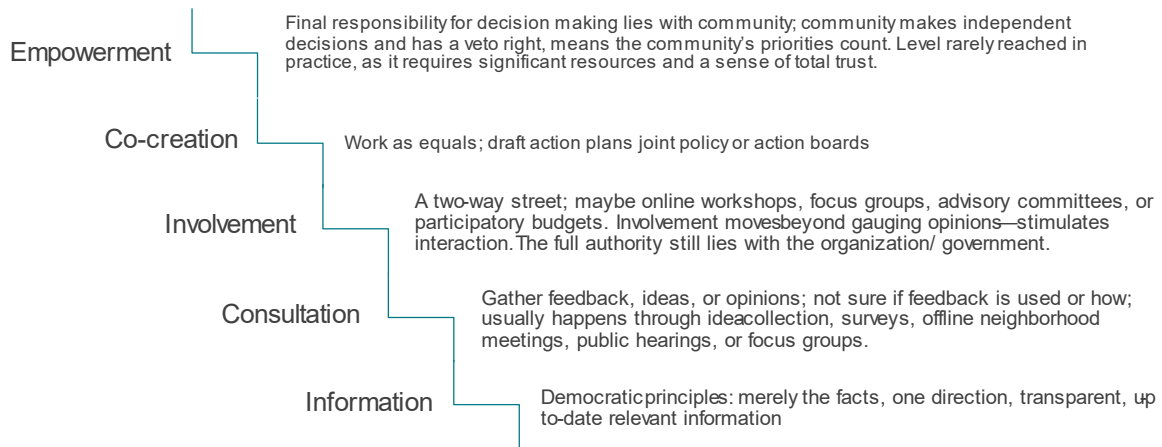 Empowerment
Final responsibility for decision making lies with community; community makes independent
decisions and has a veto right, means the community's priorities count. Level rarely reached in
practice, as it requires significant resources and a sense of total trust.
Co-creation
Work as equals; draft action plans joint policy or action boards
Involvement
A two-way street; maybe online workshops, focus groups, advisory committees, or
participatory budgets. Involvement movesbeyond gauging opinions—stimulates
interaction. The full authority still lies with the organization/ government.
Consultation
Gather feedback, ideas, or opinions; not sure if feedback is used or how;
usually happens through ideacollection, surveys, offline neighborhood
meetings, public hearings, or focus groups.
Information
Democratic principles: merely the facts, one direction, transparent, up-
to-date relevant information